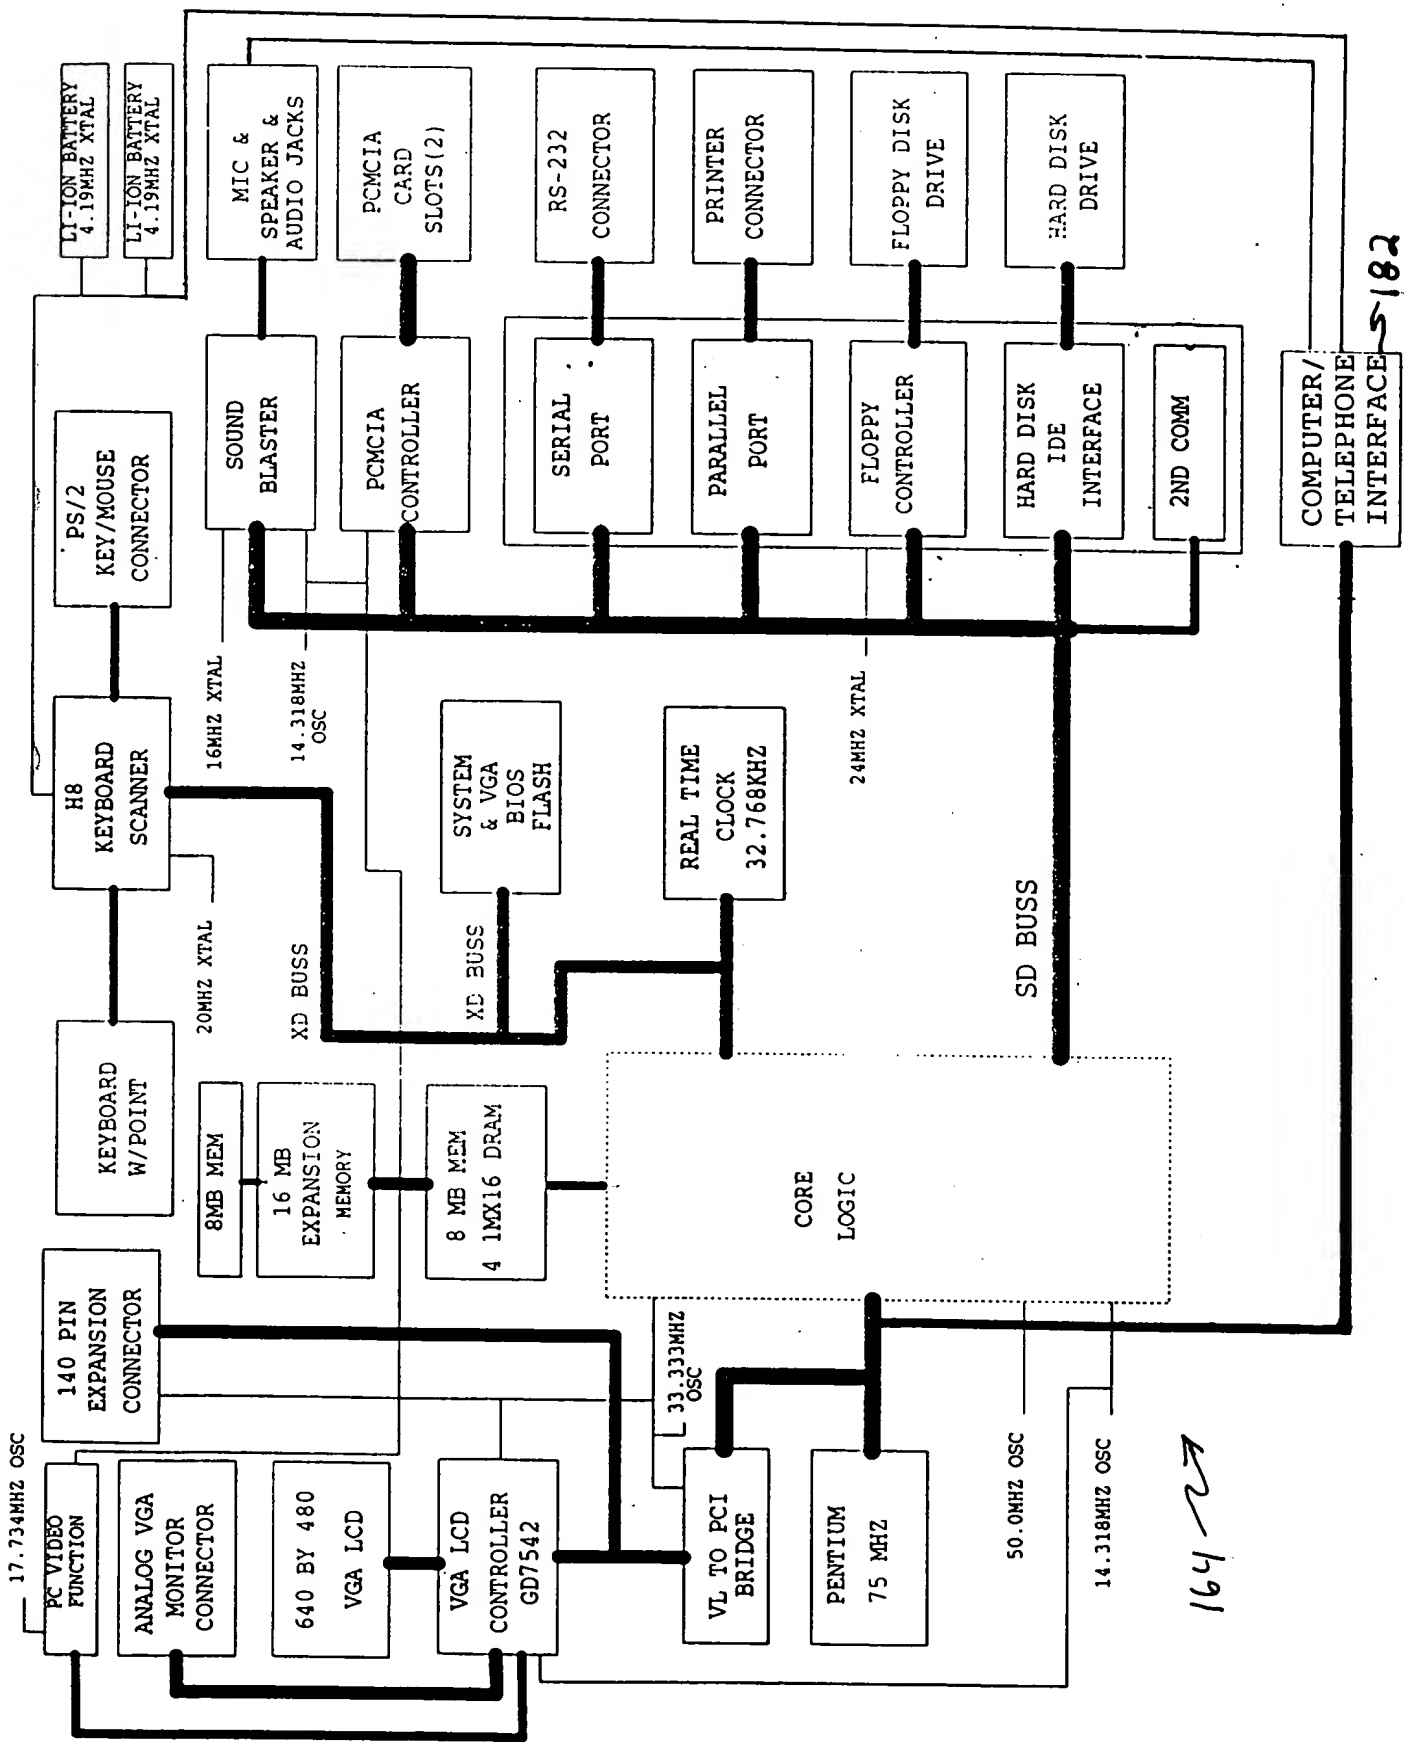 17.734MHZ OSC
PC VIDEO
FUNCTION
ANALOG VGA
MONITOR
CONNECTOR
640 BY 480
VGA LCD
VGA LCD
CONTROLLER
GD7542
VL TO PCI
BRIDGE
PENTIUM
75 MHZ
140 PIN
EXPANSION
CONNECTOR
33.333MHZ
OSC
50.0MHZ OSC
14.318MHZ OSC
164
KEYBOARD
W/POINT
8MB MEM
16 MB
EXPANSION
MEMORY
8 MB MEM
4 1MX16 DRAM
CORE
LOGIC
20MHZ XTAL
XD BUSS
XD BUSS
SD BUSS
H8
KEYBOARD
SCANNER
16MHZ XTAL
14.318MHZ
OSC
SYSTEM
& VGA
BIOS
FLASH
REAL TIME
CLOCK
32.768KHZ
24MHZ XTAL
PS/2
KEY/MOUSE
CONNECTOR
SOUND
BLASTER
PCMCIA
CONTROLLER
SERIAL
PORT
PARALLEL
PORT
FLOPPY
CONTROLLER
HARD DISK
IDE
INTERFACE
2ND COMM
COMPUTER/
TELEPHONE
INTERFACE
182
LI-ION BATTERY
4.19MHZ XTAL
LI-ION BATTERY
4.19MHZ XTAL
MIC &
SPEAKER &
AUDIO JACKS
PCMCIA
CARD
SLOTS(2)
RS-232
CONNECTOR
PRINTER
CONNECTOR
FLOPPY DISK
DRIVE
HARD DISK
DRIVE